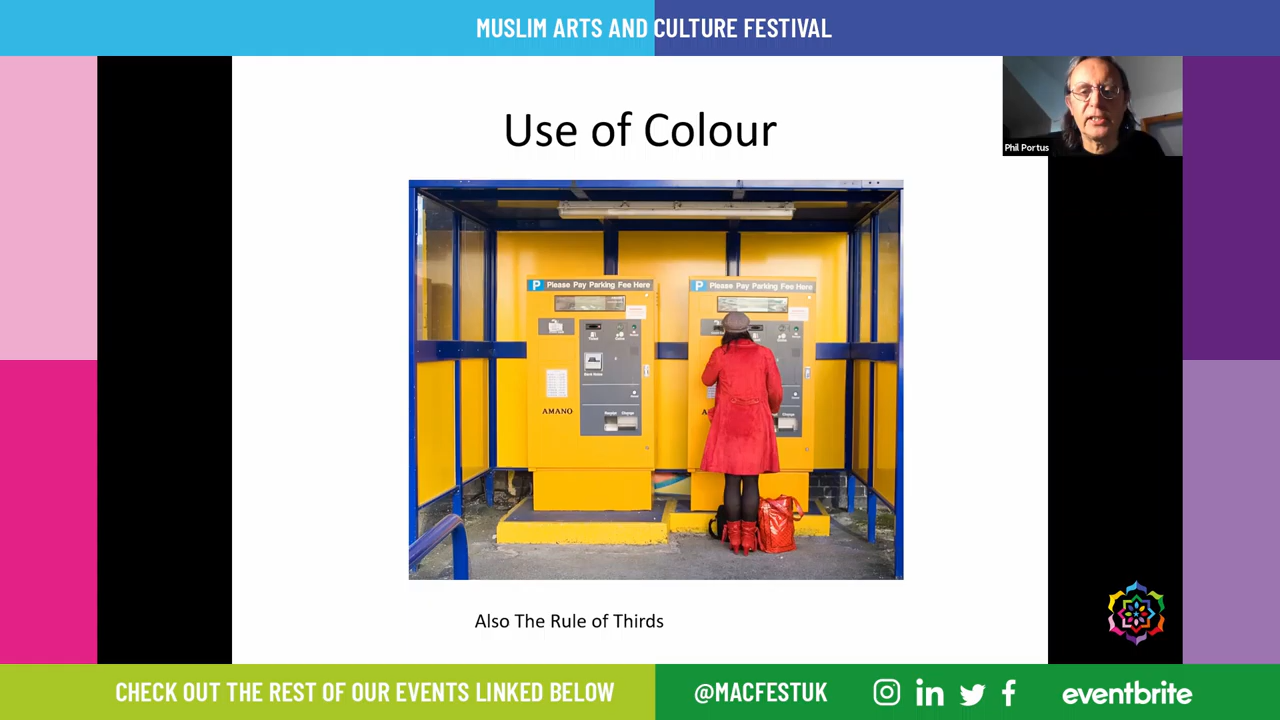 MUSLIM ARTS AND CULTURE FESTIVAL
Use of Colour
Phil Portus
P Please Pay Parking Fee Here
P Please Pay Parking Fee Here
AMANO
Also The Rule of Thirds
CHECK OUT THE REST OF OUR EVENTS LINKED BELOW
@MACFESTUK
eventbrite